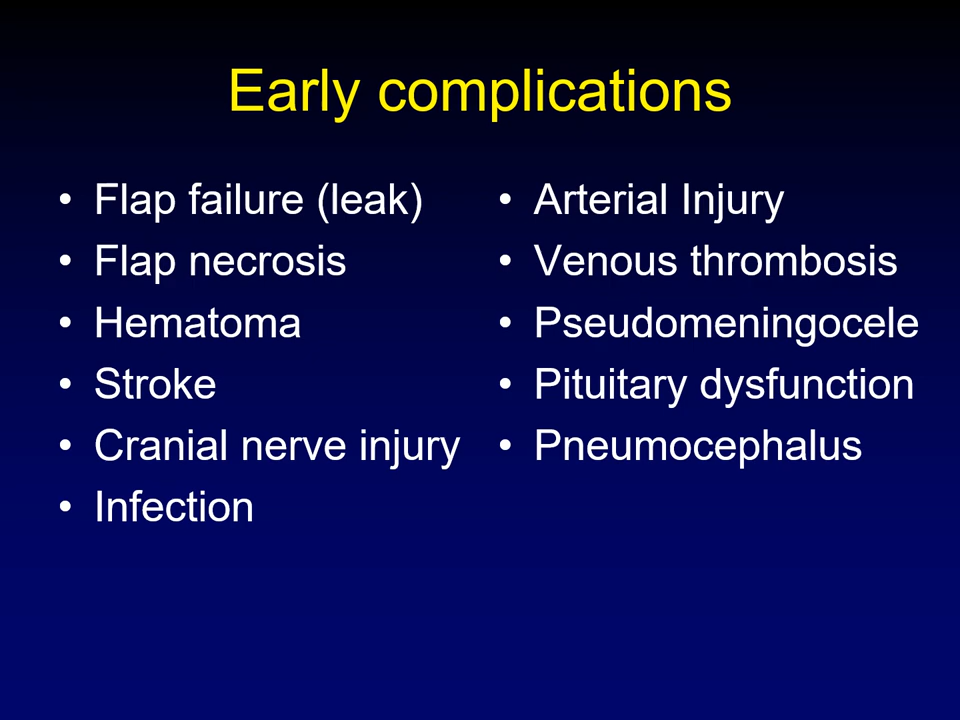 Early complications
• Flap failure (leak)
• Flap necrosis
• Hematoma
• Stroke
• Cranial nerve injury
• Infection
• Arterial Injury
• Venous thrombosis
• Pseudomeningocele
• Pituitary dysfunction
• Pneumocephalus